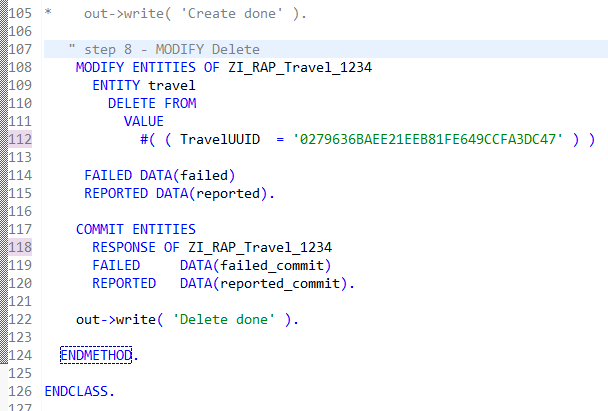 105 *    out->write( 'Create done' ).
106
107    " step 8 - MODIFY Delete
108     MODIFY ENTITIES OF ZI_RAP_Travel_1234
109       ENTITY travel
110         DELETE FROM
111           VALUE
112             #( ( TravelUUID  = '0279636BAEE21EEB81FE649CCFA3DC47' ) )
113
114      FAILED DATA(failed)
115      REPORTED DATA(reported).
116
117     COMMIT ENTITIES
118       RESPONSE OF ZI_RAP_Travel_1234
119       FAILED     DATA(failed_commit)
120       REPORTED   DATA(reported_commit).
121
122     out->write( 'Delete done' ).
123
124   ENDMETHOD.
125
126 ENDCLASS.
127